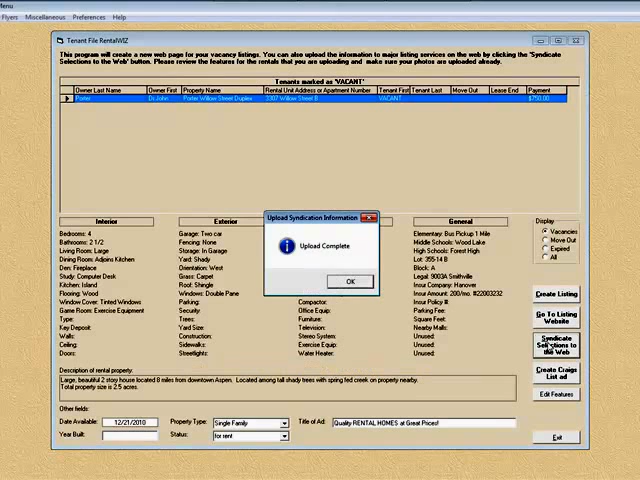 Menu
Flyers Miscellaneous Preferences Help
Tenant File RentalWIZ
This program will create a new web page for your vacancy listings. You can also upload the information to major listing services on the web by clicking the "Syndicate
Selections to the Web" button. Please review the features for the rentals that you are uploading and make sure your photos are uploaded already.
Tenants marked as 'VACANT'
Owner Last Name Owner First Property Name Rental Unit Address or Apartment Number Tenant First Tenant Last Move Out Lease End Payment
Porter Dr.John Porter Willow Street Duplex 3307 Willow Street B VACANT $750.00
Interior
Bedrooms: 4
Bathrooms: 2 1/2
Living Room: Large
Dining Room: Adjoins Kitchen
Den: Fireplace
Study: Computer Desk
Kitchen: Island
Flooring: Wood
Window Cover: Tinted Windows
Game Room: Exercise Equipment
Type:
Key Deposit:
Walls:
Ceiling:
Doors:
Exterior
Garage: Two car
Fencing: None
Storage: In Garage
Yard: Shady
Orientation: West
Grass: Carpet
Roof: Shingle
Windows: Double Pane
Parking:
Security:
Yard Size:
Construction:
Sidewalks:
Streetlights:
Upload Syndication Information
Upload Complete
OK
Compactor:
Office Equip:
Furniture:
Television:
Stereo System:
Exercise Equip:
Water Heater:
General
Elementary: Bus Pickup 1 Mile
Middle Schools: Wood Lake
High Schools: Forest High
Lot: 355-14 B
Block: A
Legal: 9003A Smithville
Insur Company: Hanover
Insur Amount: 200/mo. #22003232
Insur Policy #:
Parking Fee:
Square Feet:
Nearby Malls:
Unused:
Unused:
Unused:
Display
Vacancies
Move Out
Expired
All
Create Listing
Go To Listing
Website
Syndicate
Selections to
the Web
Create Craigs
List ad
Edit Features
Description of rental property
Large, beautiful 2 story house located 8 miles from downtown Aspen. Located among tall shady trees with spring fed creek on property nearby.
Total property size is 2.5 acres.
Other fields:
Date Available: 12/21/2010 Property Type: Single Family Title of Ad: Quality RENTAL HOMES at Great Prices!
Year Built: Status: for rent
Exit